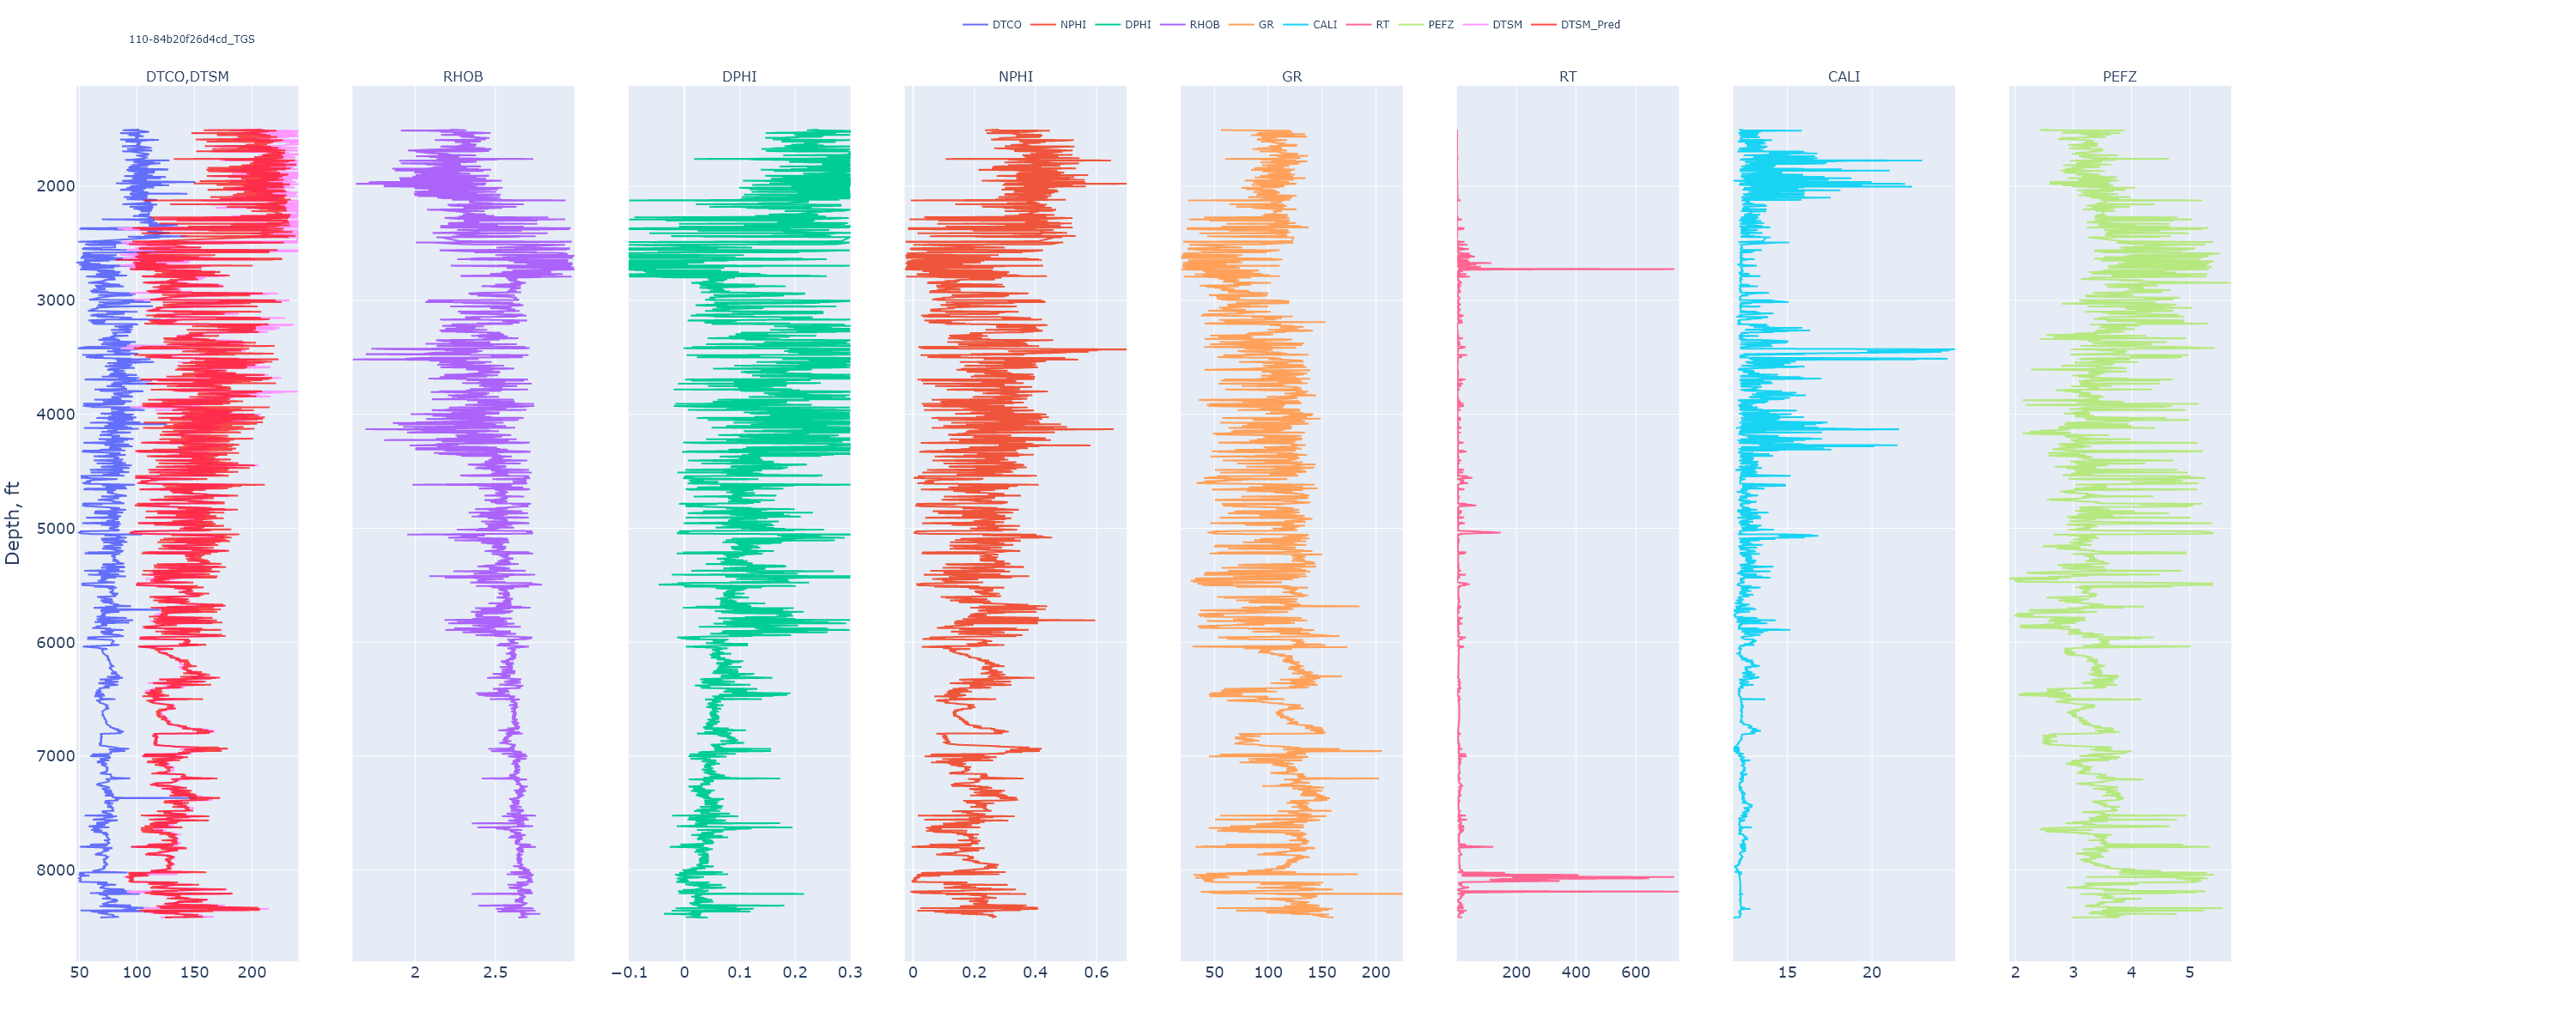 DTCO NPHI DPHI RHOB GR CALI RT PEFZ DTSM DTSM_Pred
110-84b20f26d4cd_TGS
DTCO,DTSM RHOB DPHI NPHI GR RT CALI PEFZ
Depth, ft
2000
3000
4000
5000
6000
7000
8000
50 100 150 200 2 2.5 −0.1 0 0.1 0.2 0.3 0 0.2 0.4 0.6 50 100 150 200 200 400 600 15 20 2 3 4 5